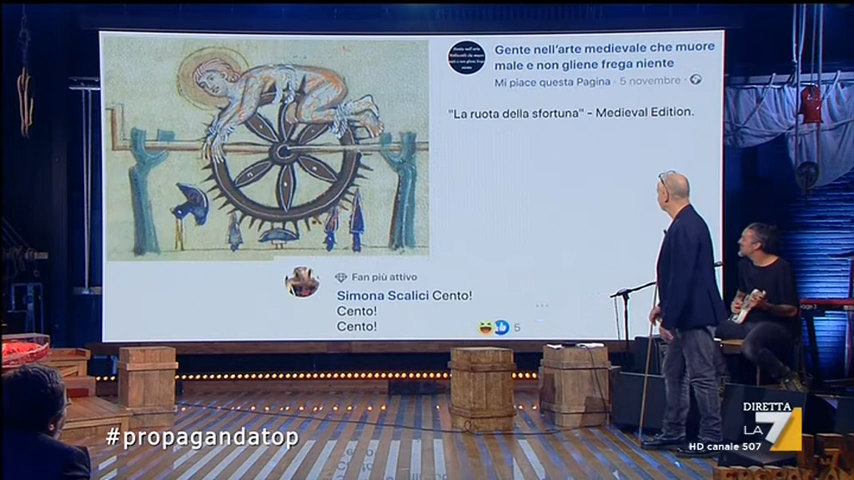 Gente nell'arte medievale che muore
male e non gliene frega niente
Mi piace questa Pagina · 5 novembre ·
"La ruota della sfortuna" - Medieval Edition.
Fan più attivo
Simona Scalici Cento!
Cento!
Cento!
5
#propagandatop
DIRETTA
LA 7
HD canale 507